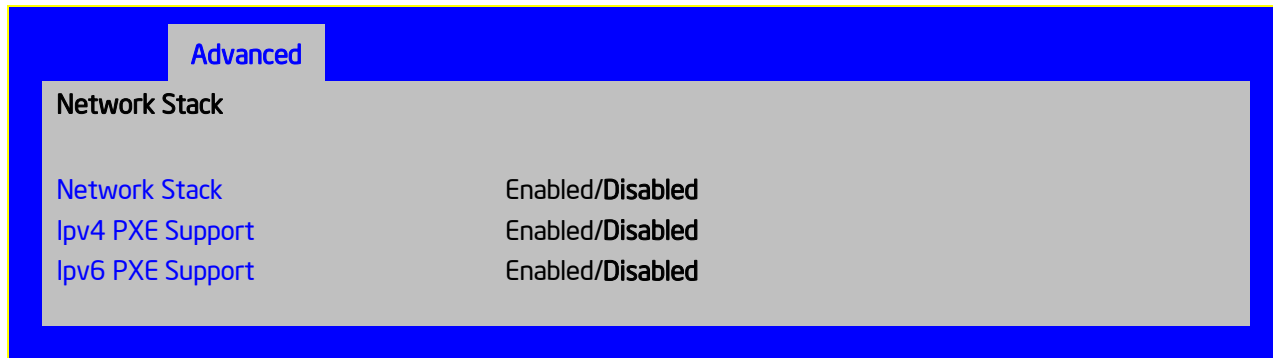 Advanced
Network Stack
Network Stack Enabled/Disabled
Ipv4 PXE Support Enabled/Disabled
Ipv6 PXE Support Enabled/Disabled